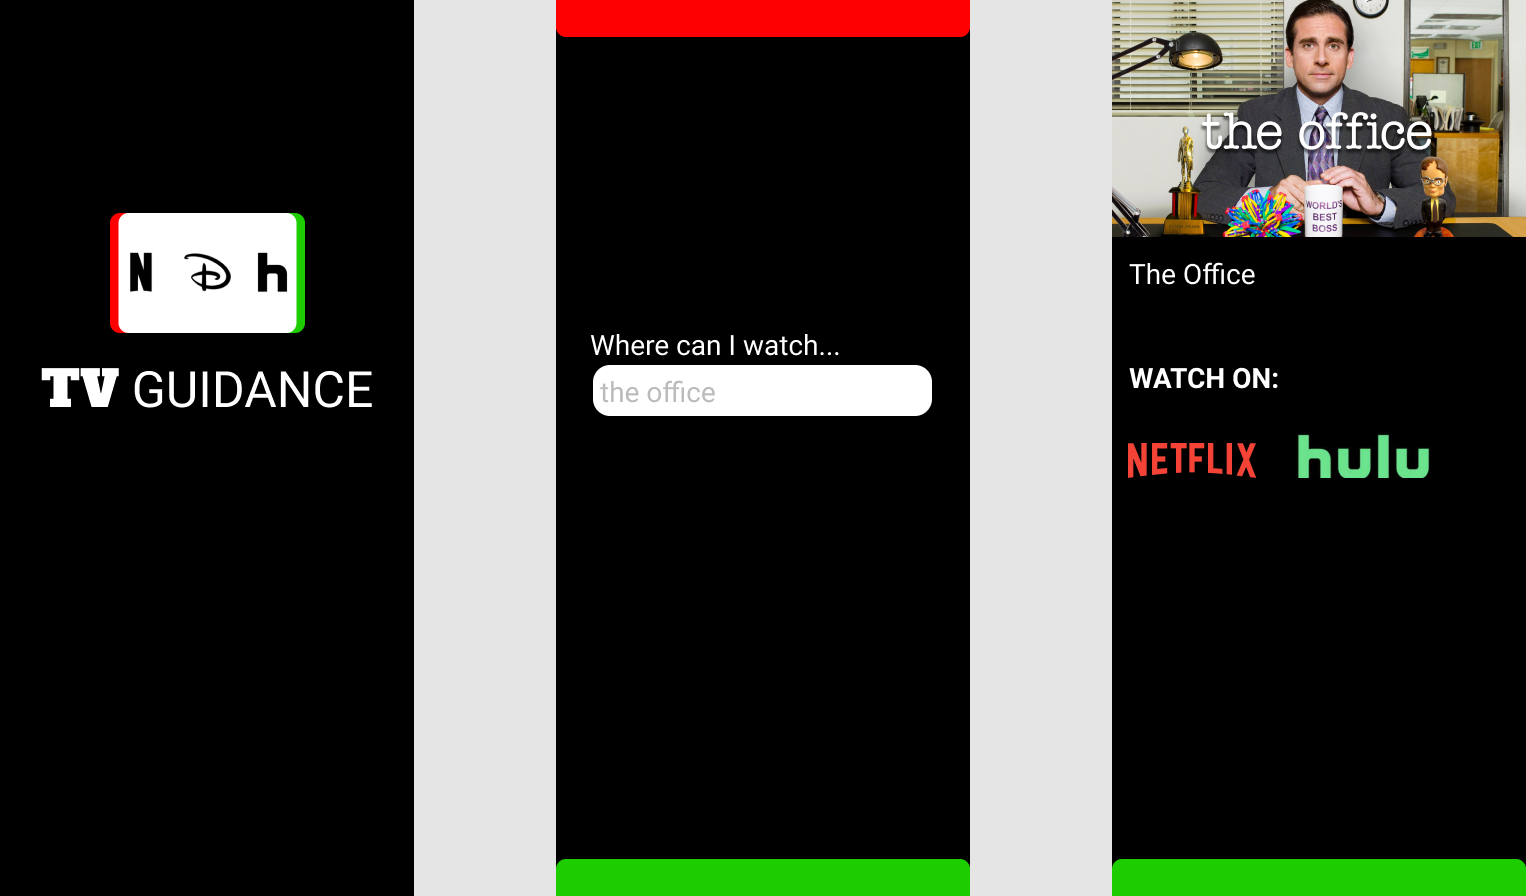 N D h
TV GUIDANCE
Where can I watch...
the office
the office
WORLD'S
BEST
BOSS
The Office
WATCH ON:
NETFLIX hulu